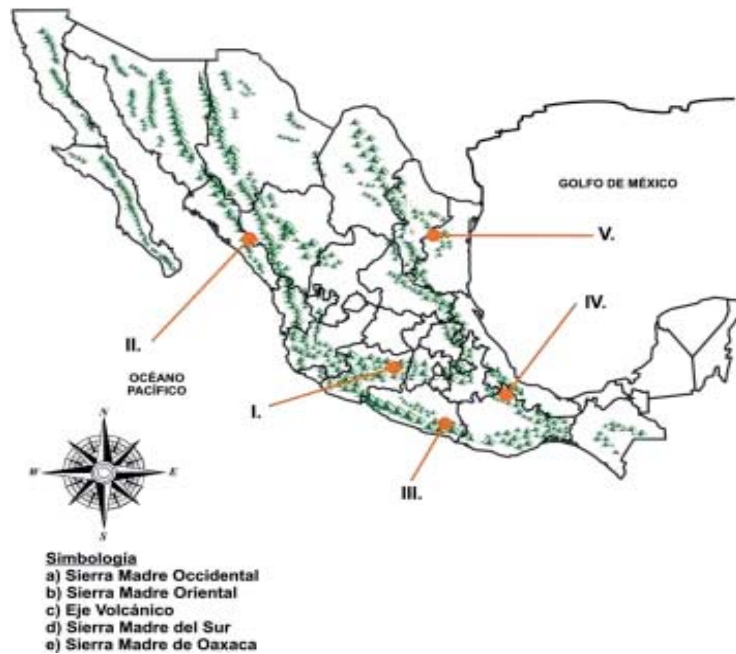 GOLFO DE MÉXICO
V.
IV.
II.
OCÉANO
PACÍFICO
I.
III.
N
W
E
S
Simbología
a) Sierra Madre Occidental
b) Sierra Madre Oriental
c) Eje Volcánico
d) Sierra Madre del Sur
e) Sierra Madre de Oaxaca